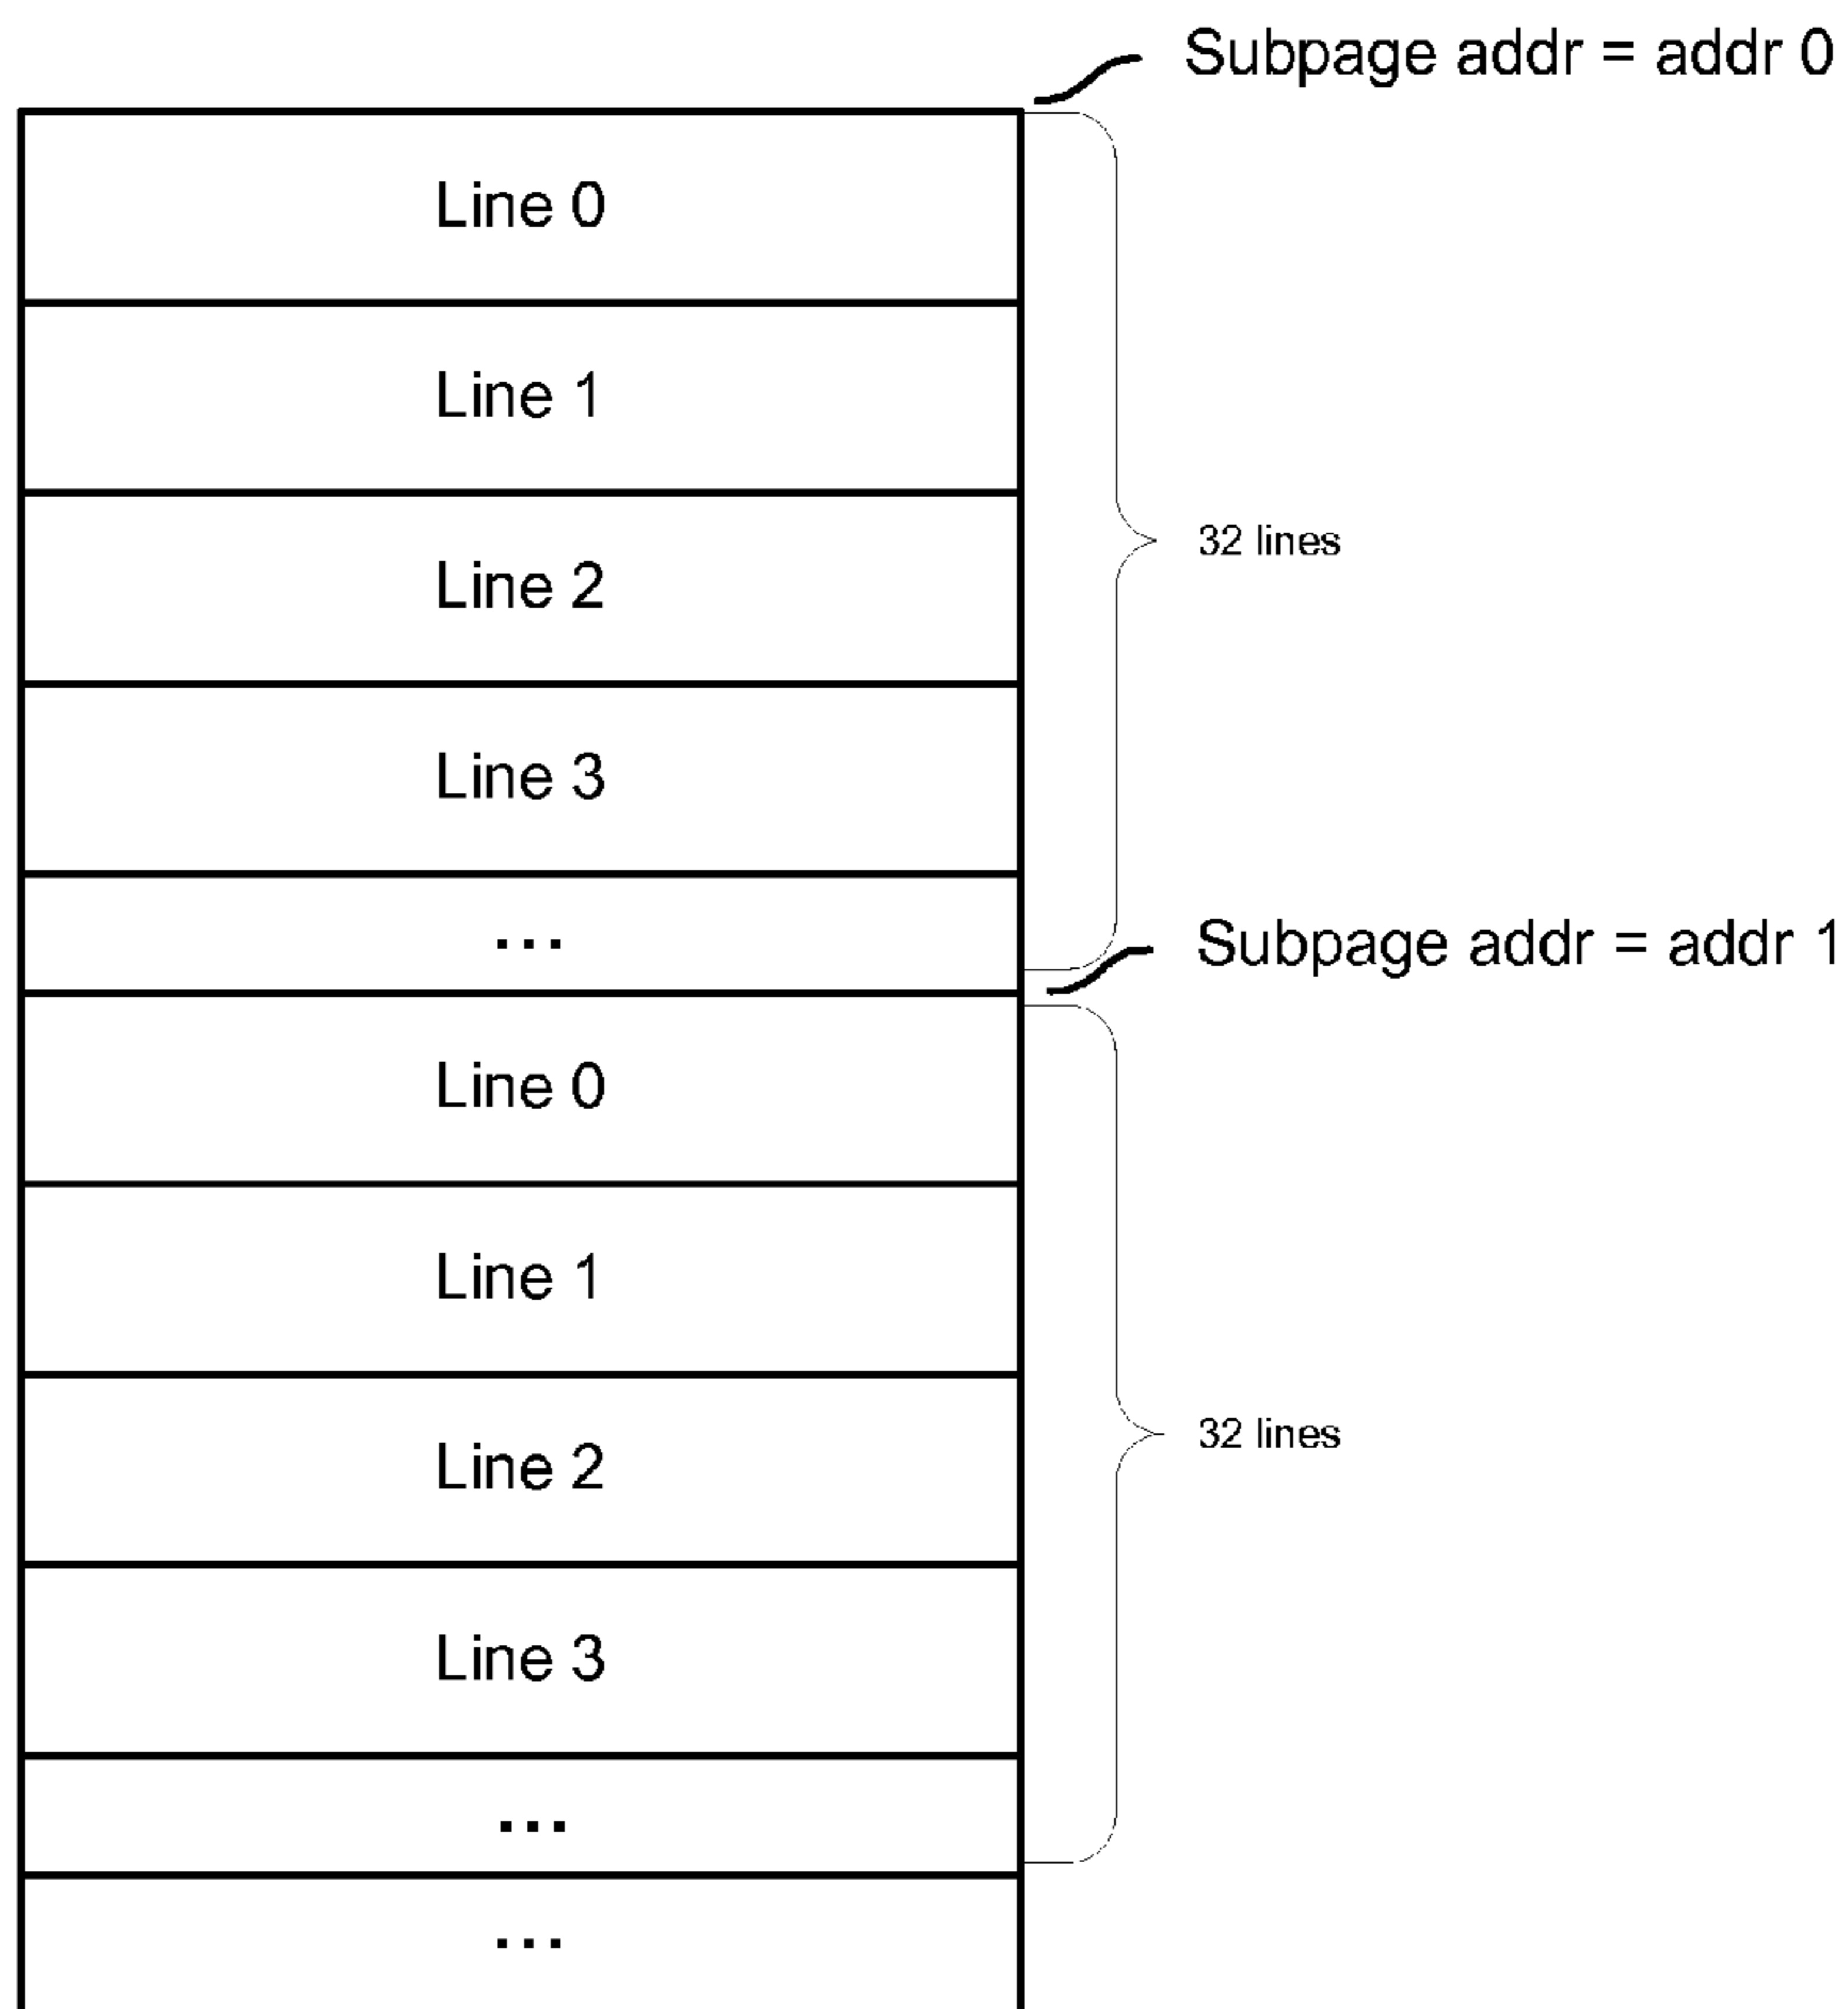 Subpage addr = addr 0
Line 0
Line 1
Line 2
32 lines
Line 3
...
Subpage addr = addr 1
Line 0
Line 1
Line 2
32 lines
Line 3
...
...